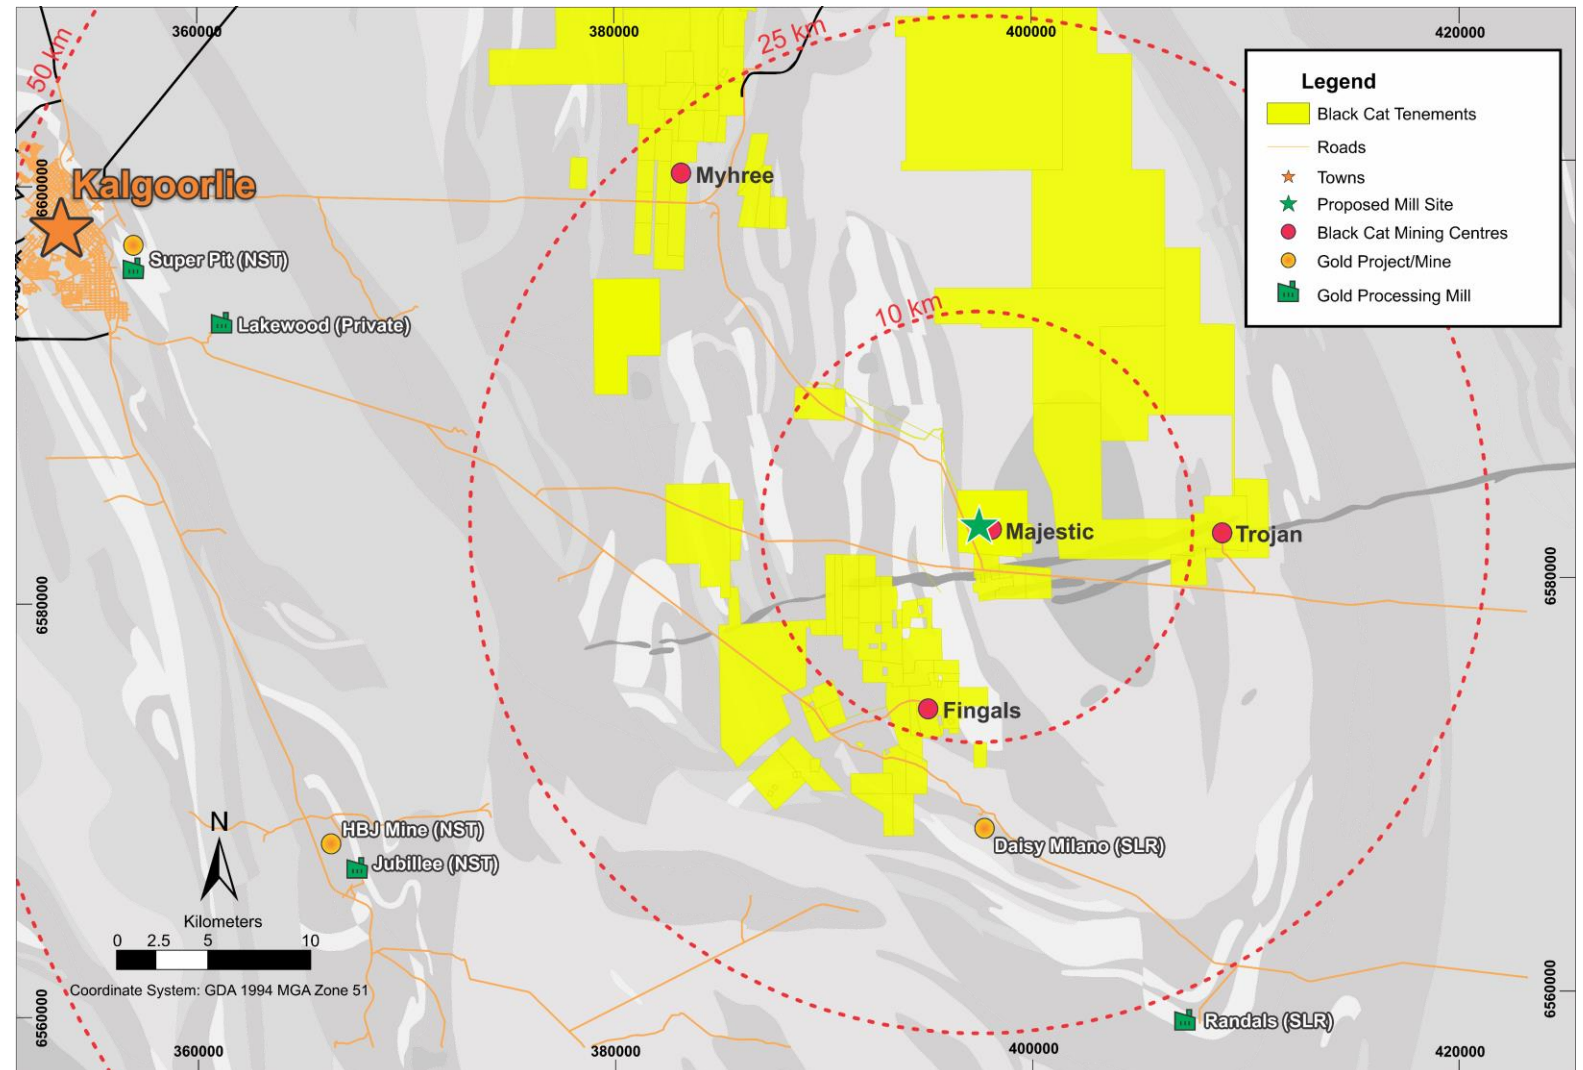 360000
380000
400000
420000
50 km
25 km
Legend
Black Cat Tenements
Roads
Towns
Proposed Mill Site
Black Cat Mining Centres
Gold Project/Mine
Gold Processing Mill
6600000
Kalgoorlie
Myhree
Super Pit (NST)
Lakewood (Private)
10 km
Majestic
Trojan
6580000
6580000
Fingals
HBJ Mine (NST)
Jubillee (NST)
Daisy Milano (SLR)
N
Kilometers
0 2.5 5 10
Coordinate System: GDA 1994 MGA Zone 51
6560000
6560000
Randals (SLR)
360000
380000
400000
420000